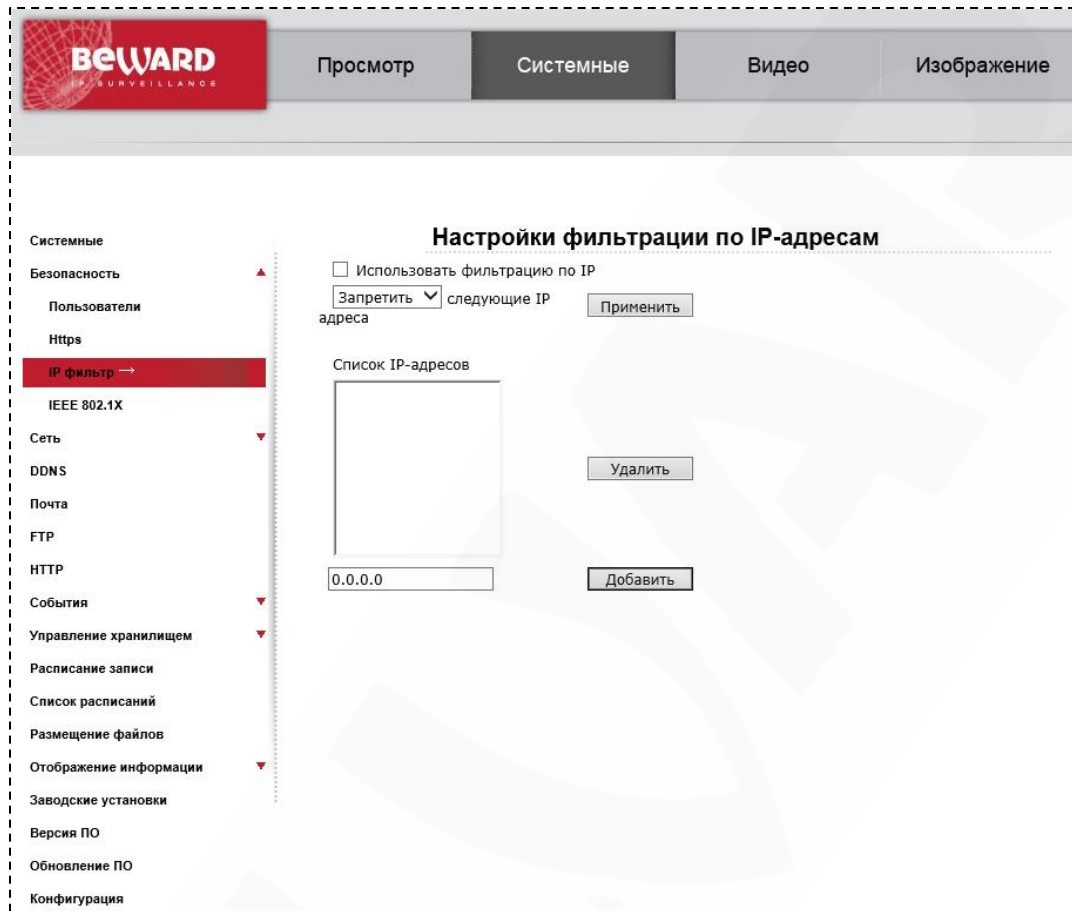 BEWARD
IP SURVEILLANCE
Просмотр
Системные
Видео
Изображение
Системные
Безопасность
Пользователи
Https
IP фильтр →
IEEE 802.1X
Сеть
DDNS
Почта
FTP
HTTP
События
Управление хранилищем
Расписание записи
Список расписаний
Размещение файлов
Отображение информации
Заводские установки
Версия ПО
Обновление ПО
Конфигурация
Настройки фильтрации по IP-адресам
Использовать фильтрацию по IP
Запретить следующие IP
адреса
Применить
Список IP-адресов
Удалить
0.0.0.0
Добавить